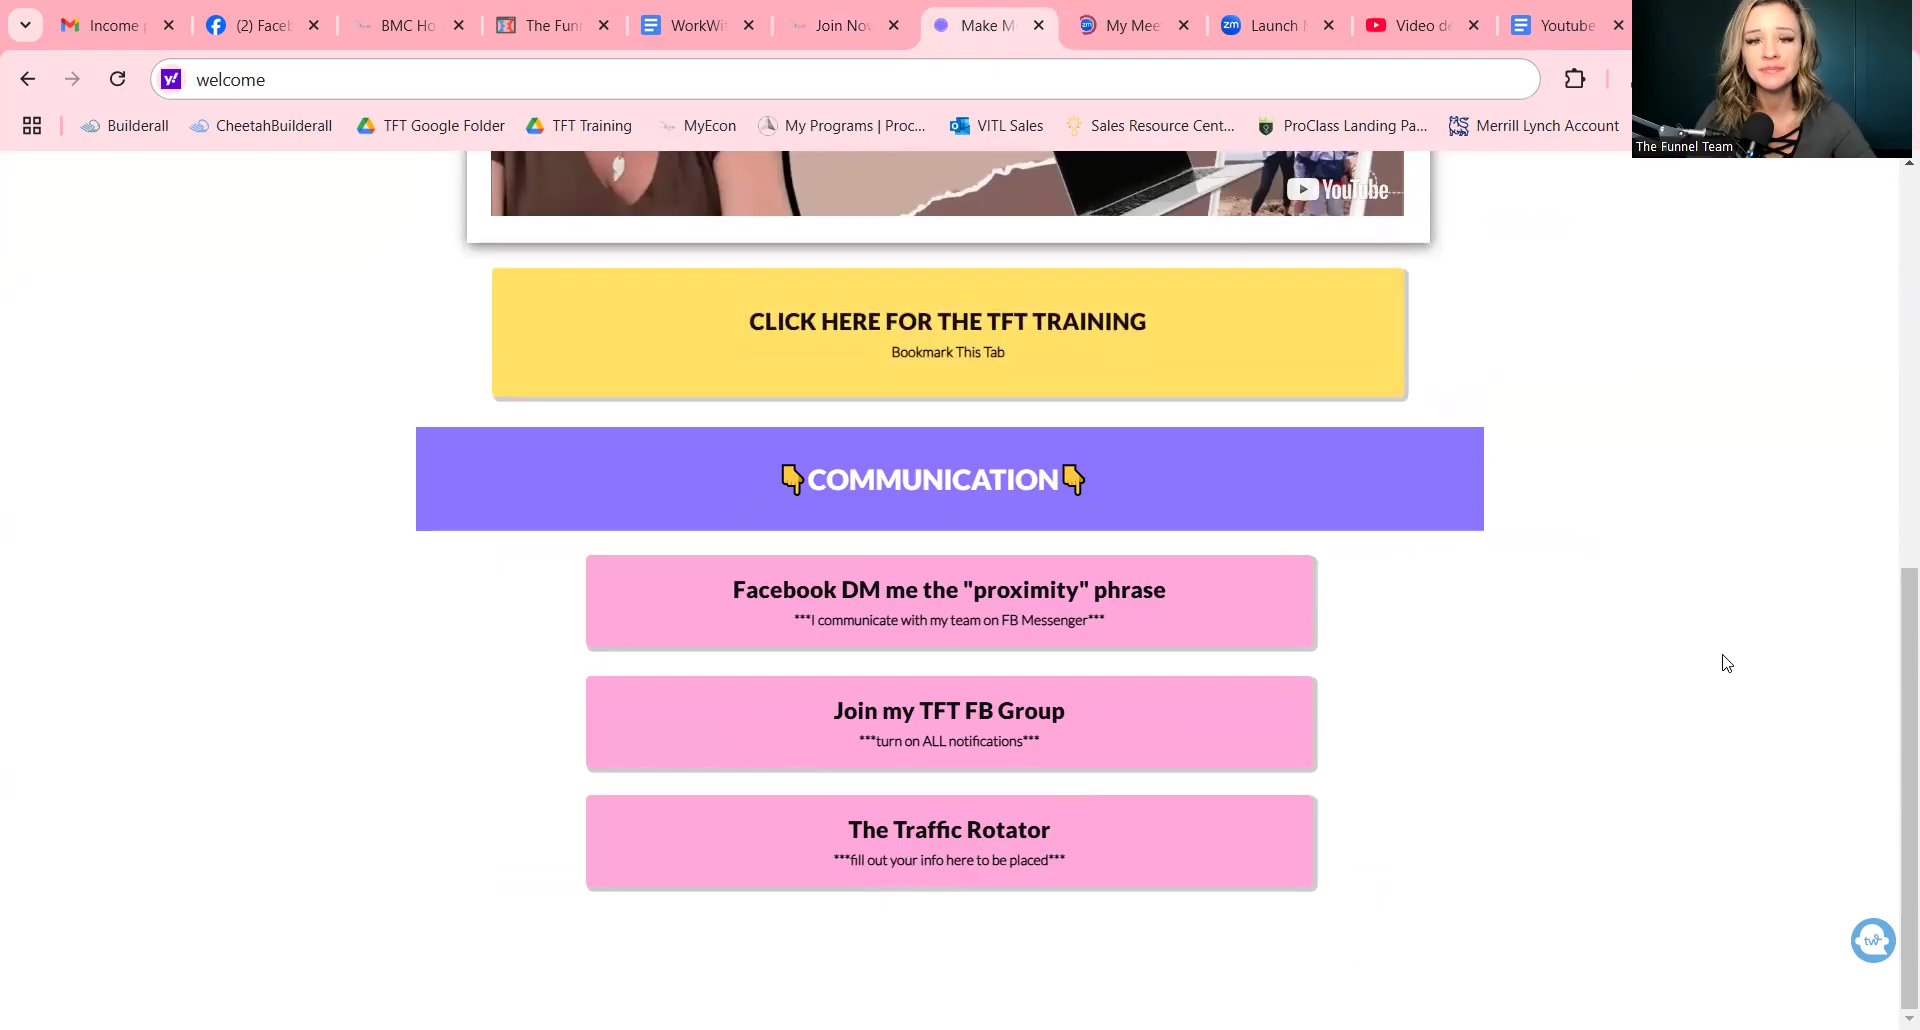 Income
(2) Faceb
BMC Ho
The Fun
WorkWit
Join Now
Make M
My Mee
Launch
Video de
Youtube
welcome
Builderall
CheetahBuilderall
TFT Google Folder
TFT Training
MyEcon
My Programs | Proc...
VITL Sales
Sales Resource Cent...
ProClass Landing Pa...
Merrill Lynch Account
The Funnel Team
YouTube
CLICK HERE FOR THE TFT TRAINING
Bookmark This Tab
👇COMMUNICATION👇
Facebook DM me the "proximity" phrase
***I communicate with my team on FB Messenger***
Join my TFT FB Group
***turn on ALL notifications***
The Traffic Rotator
***fill out your info here to be placed***